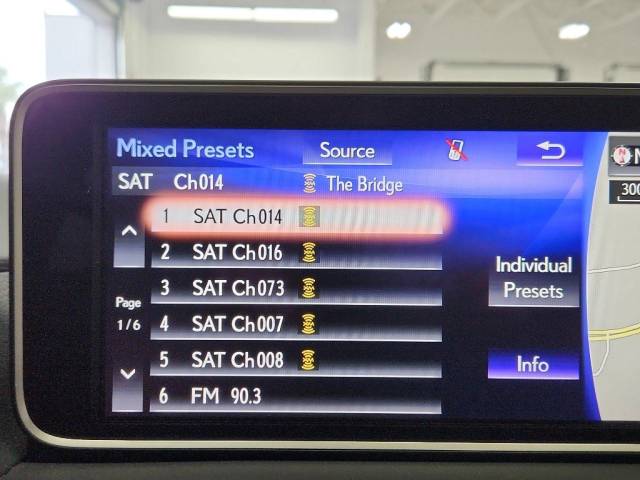 Mixed Presets Source
SAT Ch014 The Bridge
1 SAT Ch014
2 SAT Ch016
3 SAT Ch073
4 SAT Ch007
5 SAT Ch008
6 FM 90.3
Page
1/6
Individual
Presets
Info
N
300